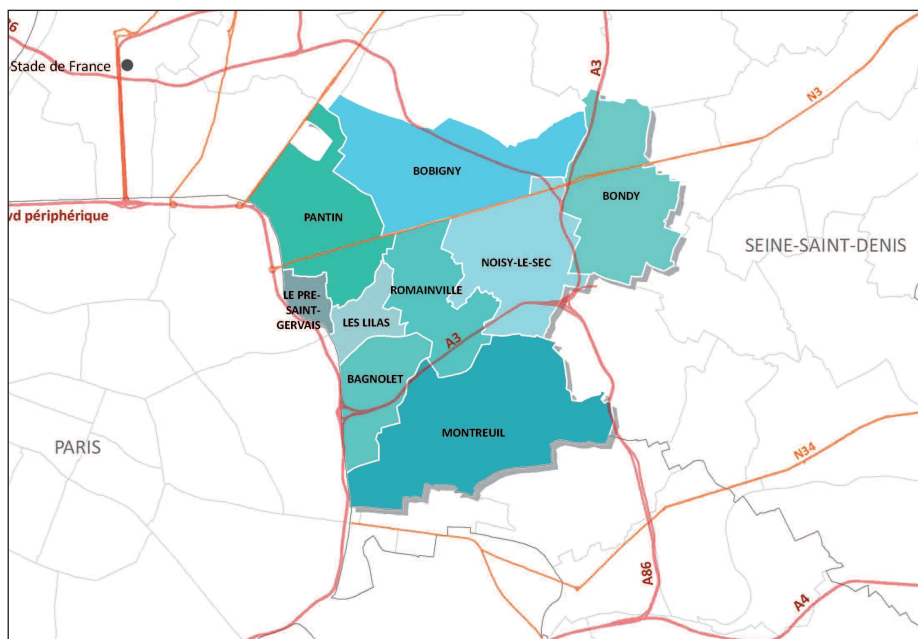 86
Stade de France
A3
N3
BOBIGNY
BONDY
PANTIN
vd périphérique
SEINE-SAINT-DENIS
NOISY-LE-SEC
LE PRE-
SAINT-
GERVAIS
ROMAINVILLE
LES LILAS
A3
BAGNOLET
MONTREUIL
PARIS
N34
A86
A4